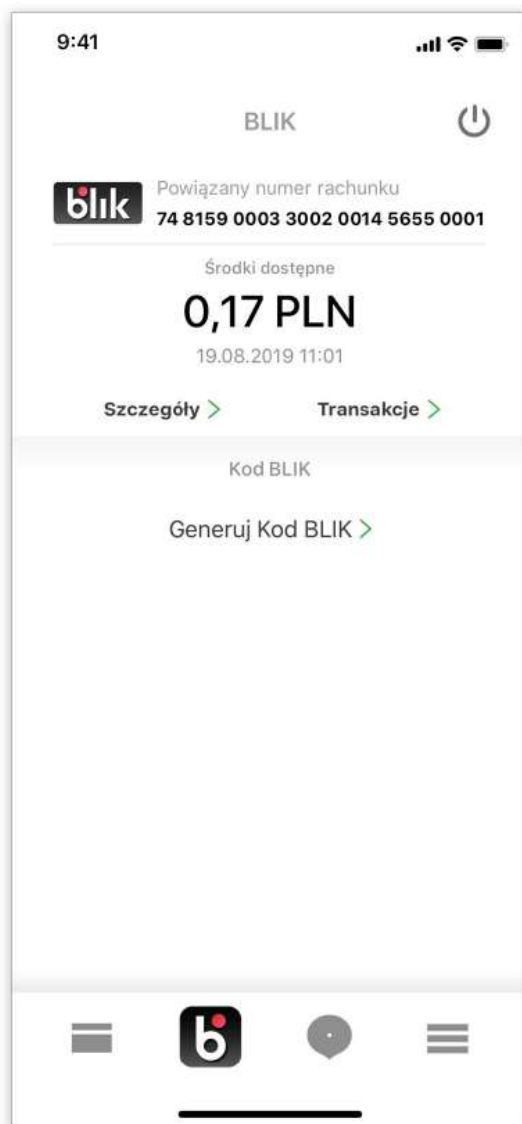 9:41
BLIK
blik
Powiązany numer rachunku
74 8159 0003 3002 0014 5655 0001
Środki dostępne
0,17 PLN
19.08.2019 11:01
Szczegóły > Transakcje >
Kod BLIK
Generuj Kod BLIK >
b